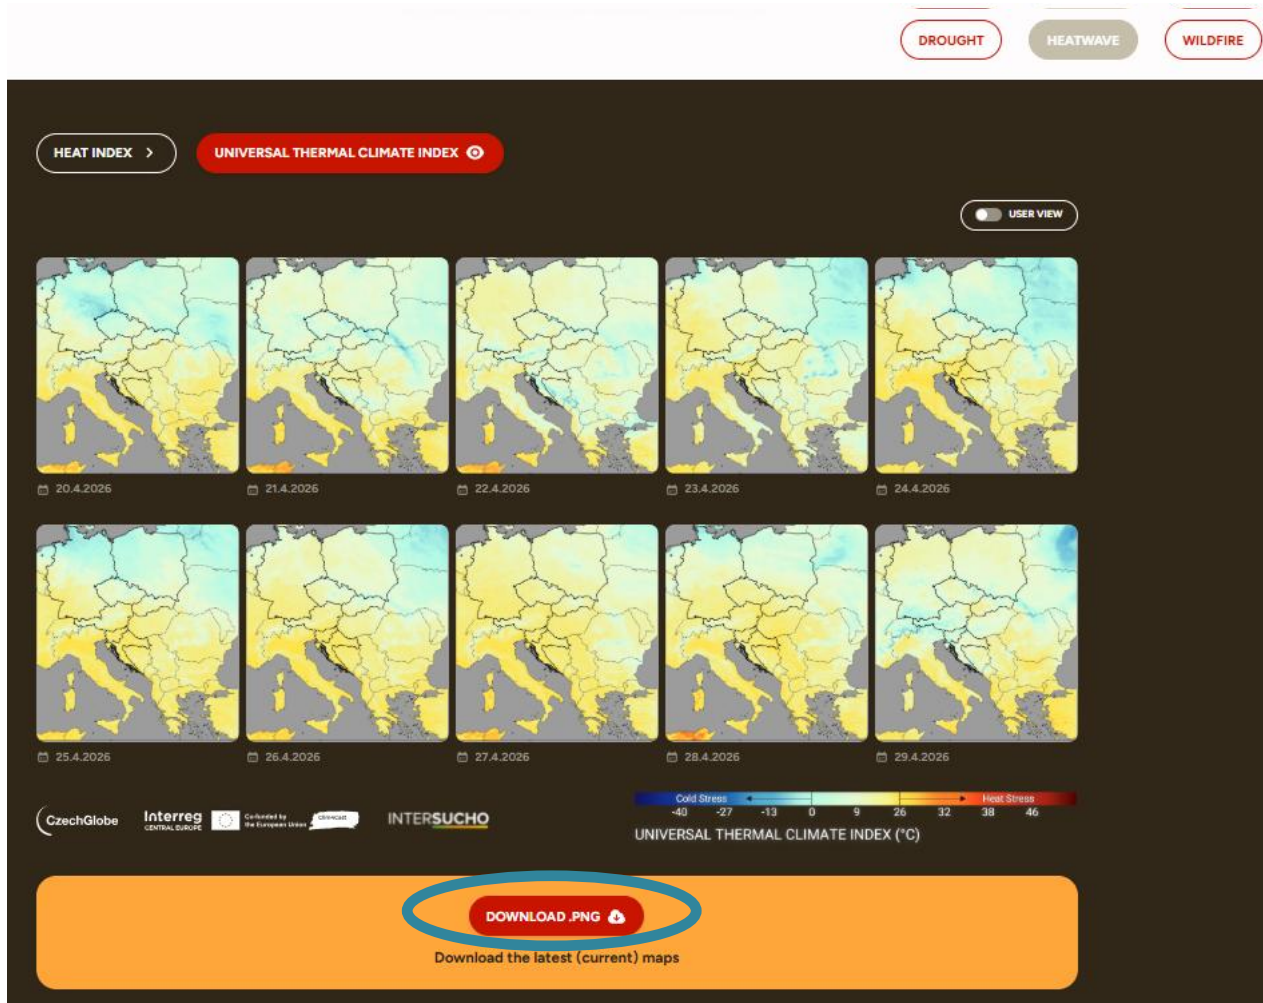 DROUGHT HEATWAVE WILDFIRE
HEAT INDEX > UNIVERSAL THERMAL CLIMATE INDEX
USER VIEW
20.4.2026 21.4.2026 22.4.2026 23.4.2026 24.4.2026
25.4.2026 26.4.2026 27.4.2026 28.4.2026 29.4.2026
Cold Stress Heat Stress
-40 -27 -13 0 9 26 32 38 46
UNIVERSAL THERMAL CLIMATE INDEX (°C)
CzechGlobe
Interreg
CENTRAL EUROPE
Co-funded by
the European Union
INTERSUCHO
DOWNLOAD .PNG
Download the latest (current) maps